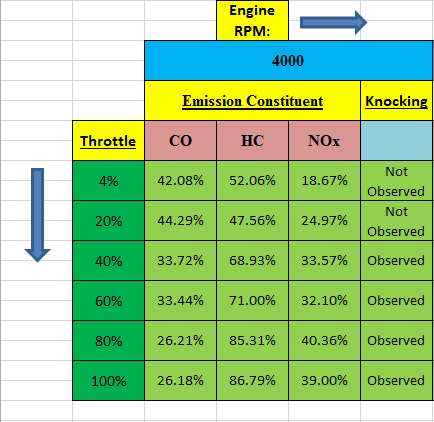 Engine
RPM:
4000
Emission Constituent Knocking
Throttle CO HC NOx
4% 42.08% 52.06% 18.67% Not
Observed
20% 44.29% 47.56% 24.97% Not
Observed
40% 33.72% 68.93% 33.57% Observed
60% 33.44% 71.00% 32.10% Observed
80% 26.21% 85.31% 40.36% Observed
100% 26.18% 86.79% 39.00% Observed